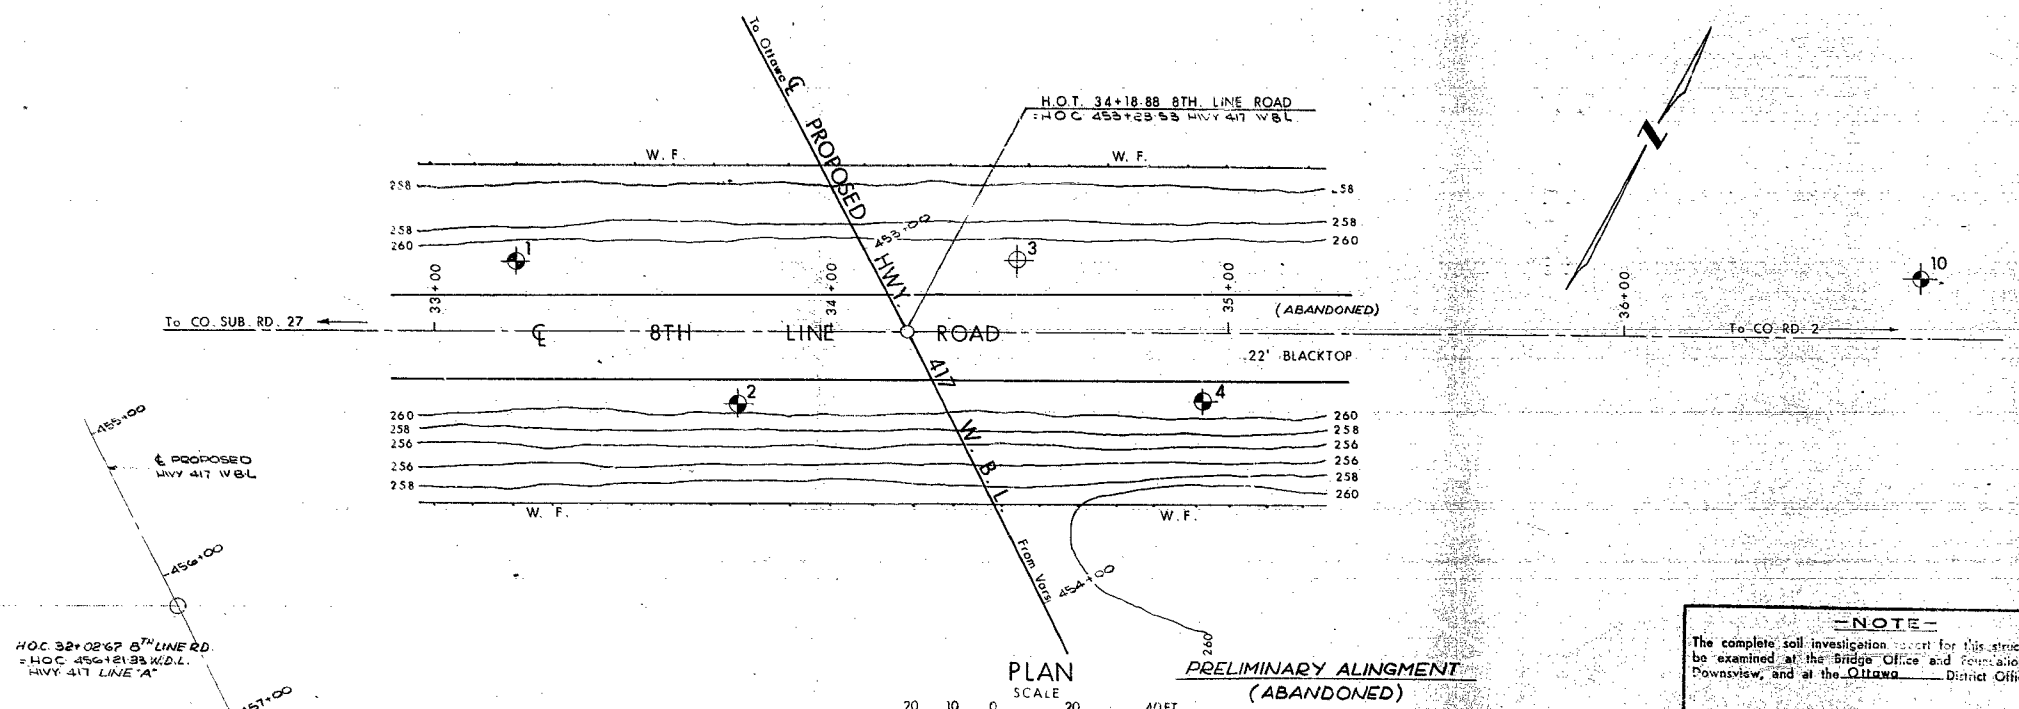 To Ottawa
℄ PROPOSED HWY. 417 W. B. L.
From Vars
H.O.T. 34+18.88 8TH. LINE ROAD
=HOC 453+23.53 HWY 417 WBL
N
W. F.
W. F.
258
58
258
258
260
260
453+00
1
3
10
33+00
34+00
35+00
36+00
(ABANDONED)
To CO. SUB. RD. 27
℄ 8TH LINE ROAD
To CO. RD. 2
22' BLACKTOP
2
4
260
260
258
258
256
256
256
256
258
258
260
W. F.
W. F.
455+00
℄ PROPOSED
HWY 417 WBL
456+00
454+00
260
H.O.C. 32+02.67 8TH LINE RD.
= H.O.C. 456+21.33 W.B.L.
HWY. 417 LINE "A"
457+00
PLAN
SCALE
20 10 0 20 40 FT
PRELIMINARY ALINGMENT
(ABANDONED)
-NOTE-
The complete soil investigation for this
be examined at the Bridge Office and
Downsview, and at the Ottawa District